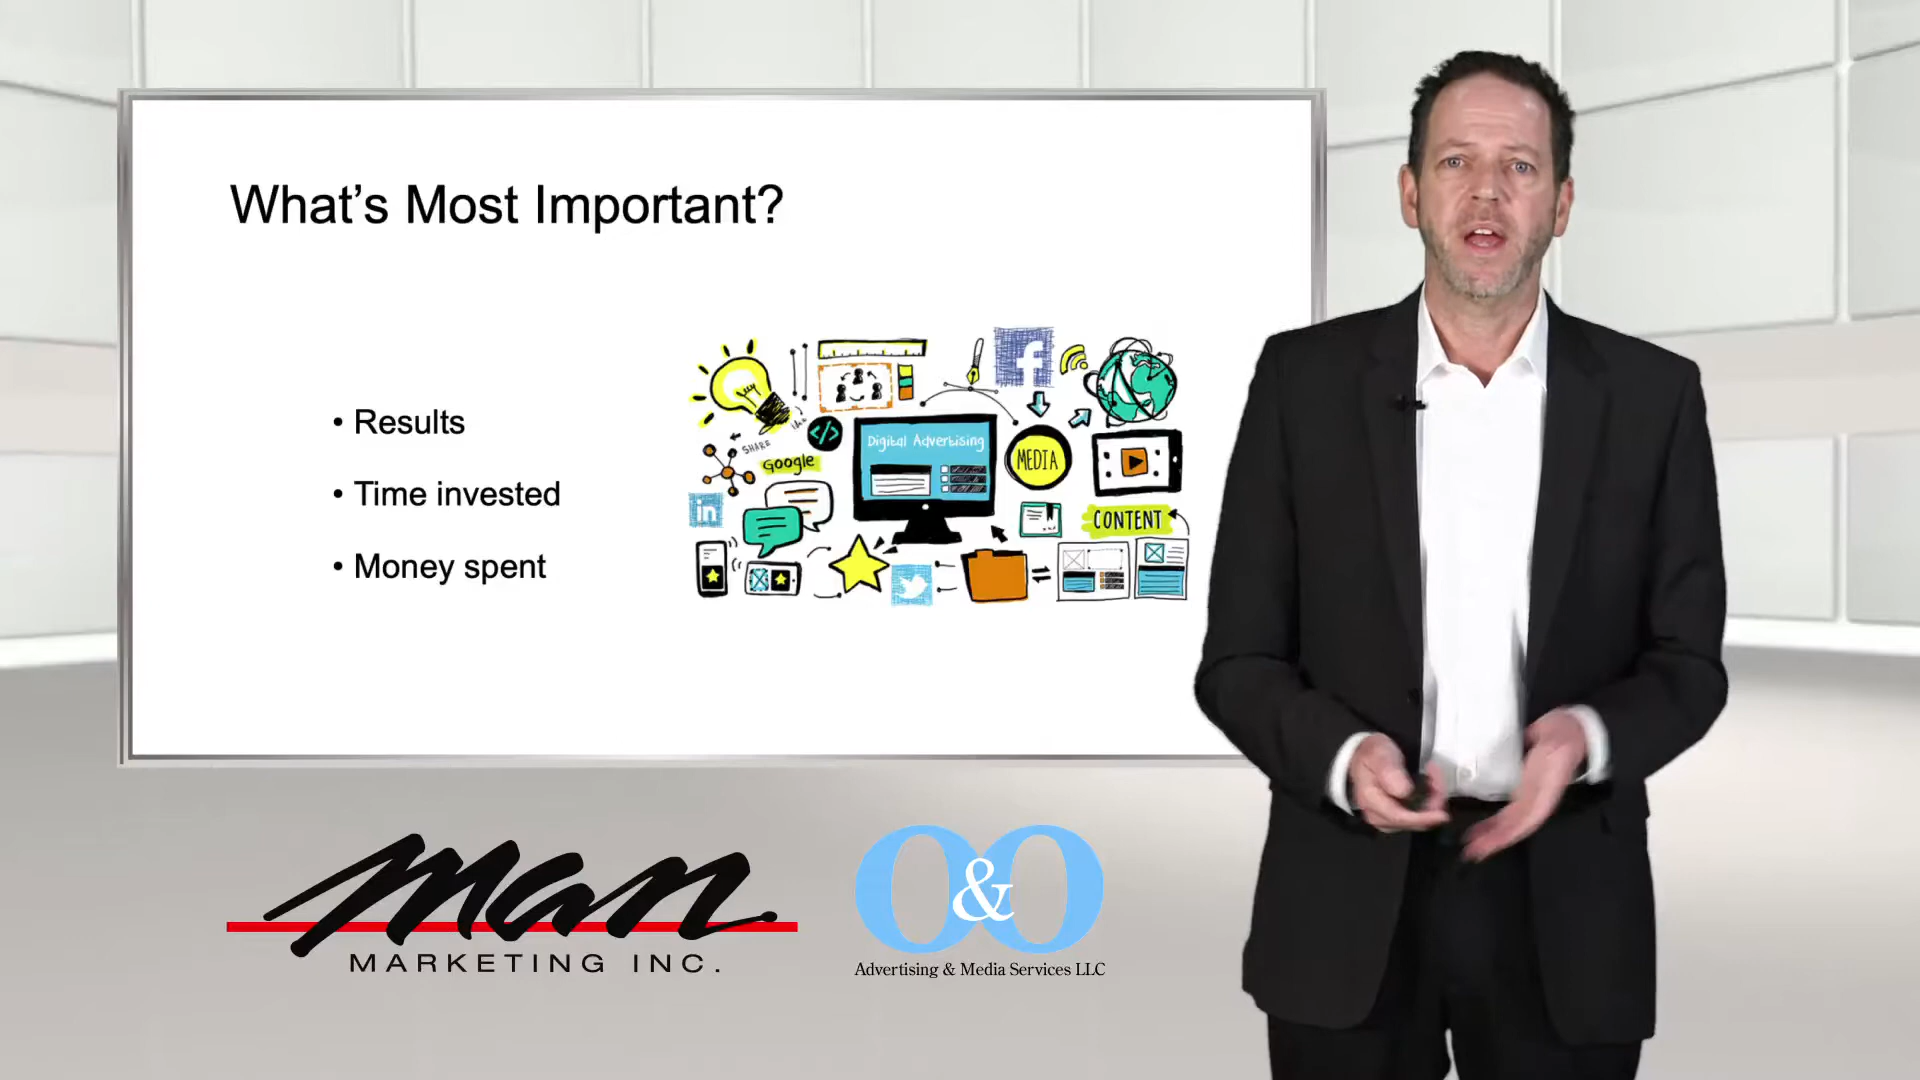 What's Most Important?
• Results
• Time invested
• Money spent
Digital Advertising
SHARE
Google
MEDIA
CONTENT
in
f
</>
man
MARKETING INC.
O&O
Advertising & Media Services LLC